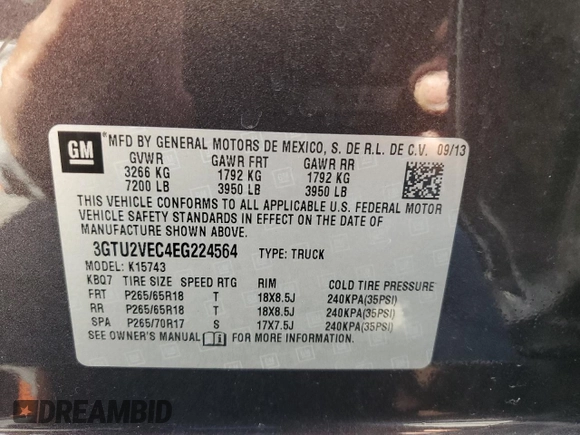 GM
MFD BY GENERAL MOTORS DE MEXICO, S. DE R.L. DE C.V. 09/13
GVWR GAWR FRT GAWR RR
3266 KG 1792 KG 1792 KG
7200 LB 3950 LB 3950 LB
THIS VEHICLE CONFORMS TO ALL APPLICABLE U.S. FEDERAL MOTOR
VEHICLE SAFETY STANDARDS IN EFFECT ON THE DATE OF
MANUFACTURE SHOWN ABOVE.
3GTU2VEC4EG224564 TYPE: TRUCK
MODEL: K15743
KBQ7 TIRE SIZE SPEED RTG RIM COLD TIRE PRESSURE
FRT P265/65R18 T 18X8.5J 240KPA(35PSI)
RR P265/65R18 T 18X8.5J 240KPA(35PSI)
SPA P265/70R17 S 17X7.5J 240KPA(35PSI)
SEE OWNER'S MANUAL FOR MORE INFORMATION.
DREAMBID